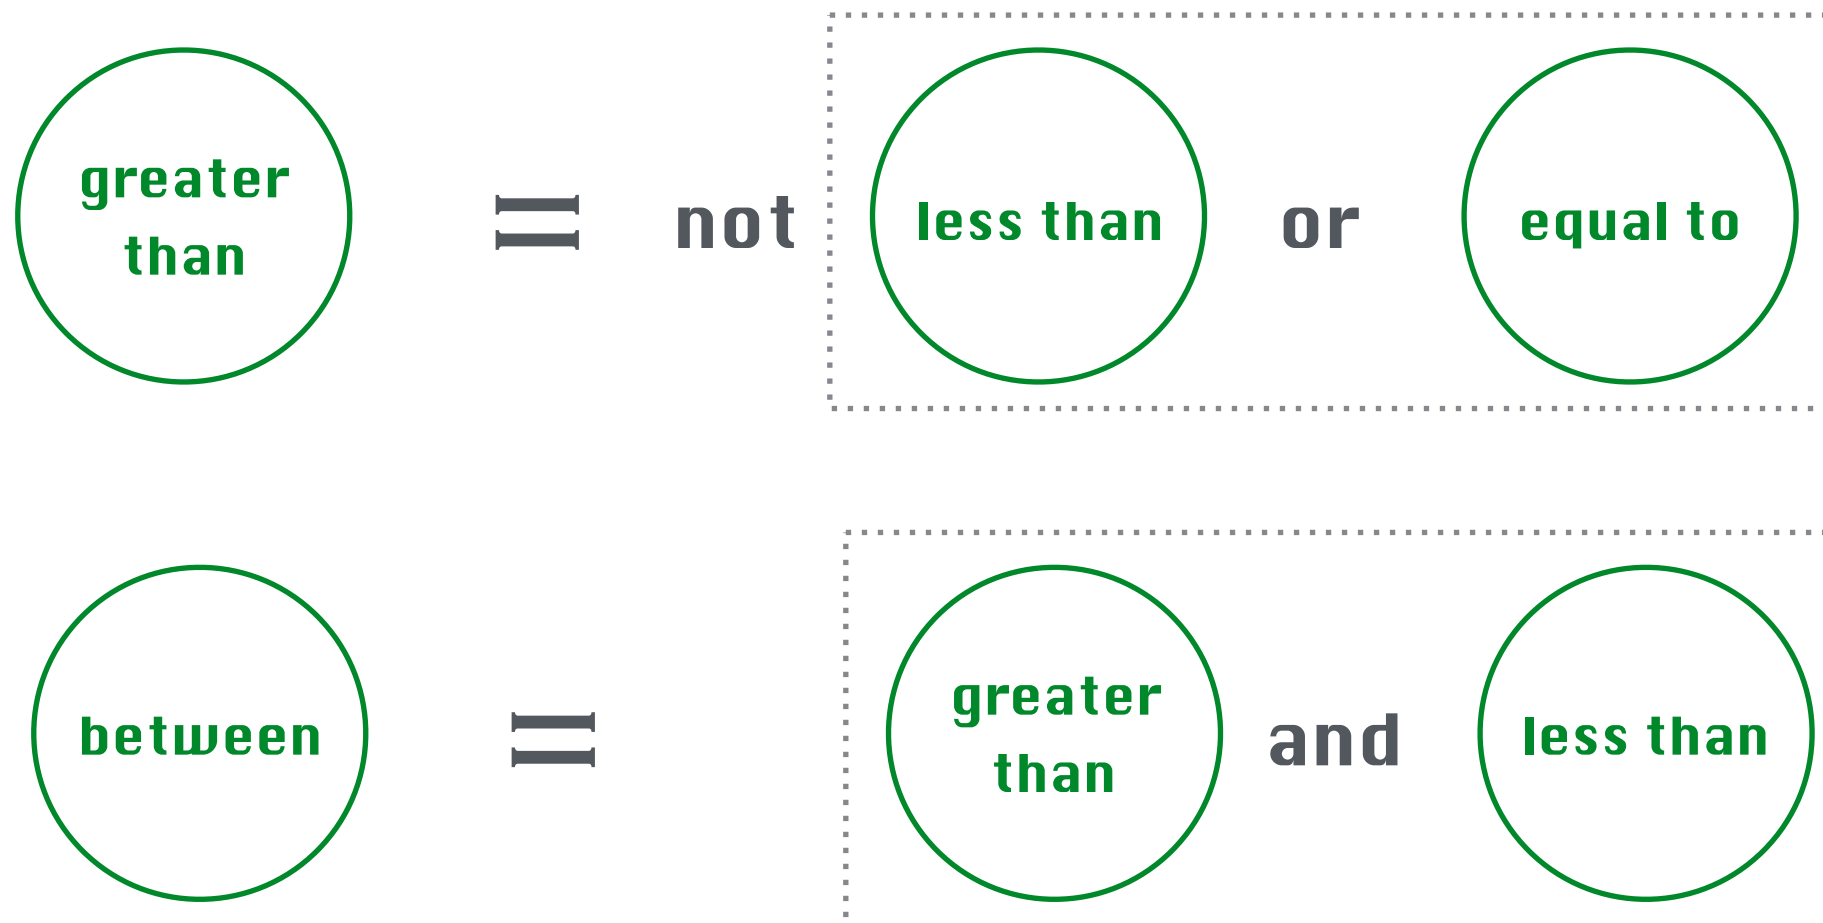 greater
than
= not less than or equal to
between = greater
than
and less than